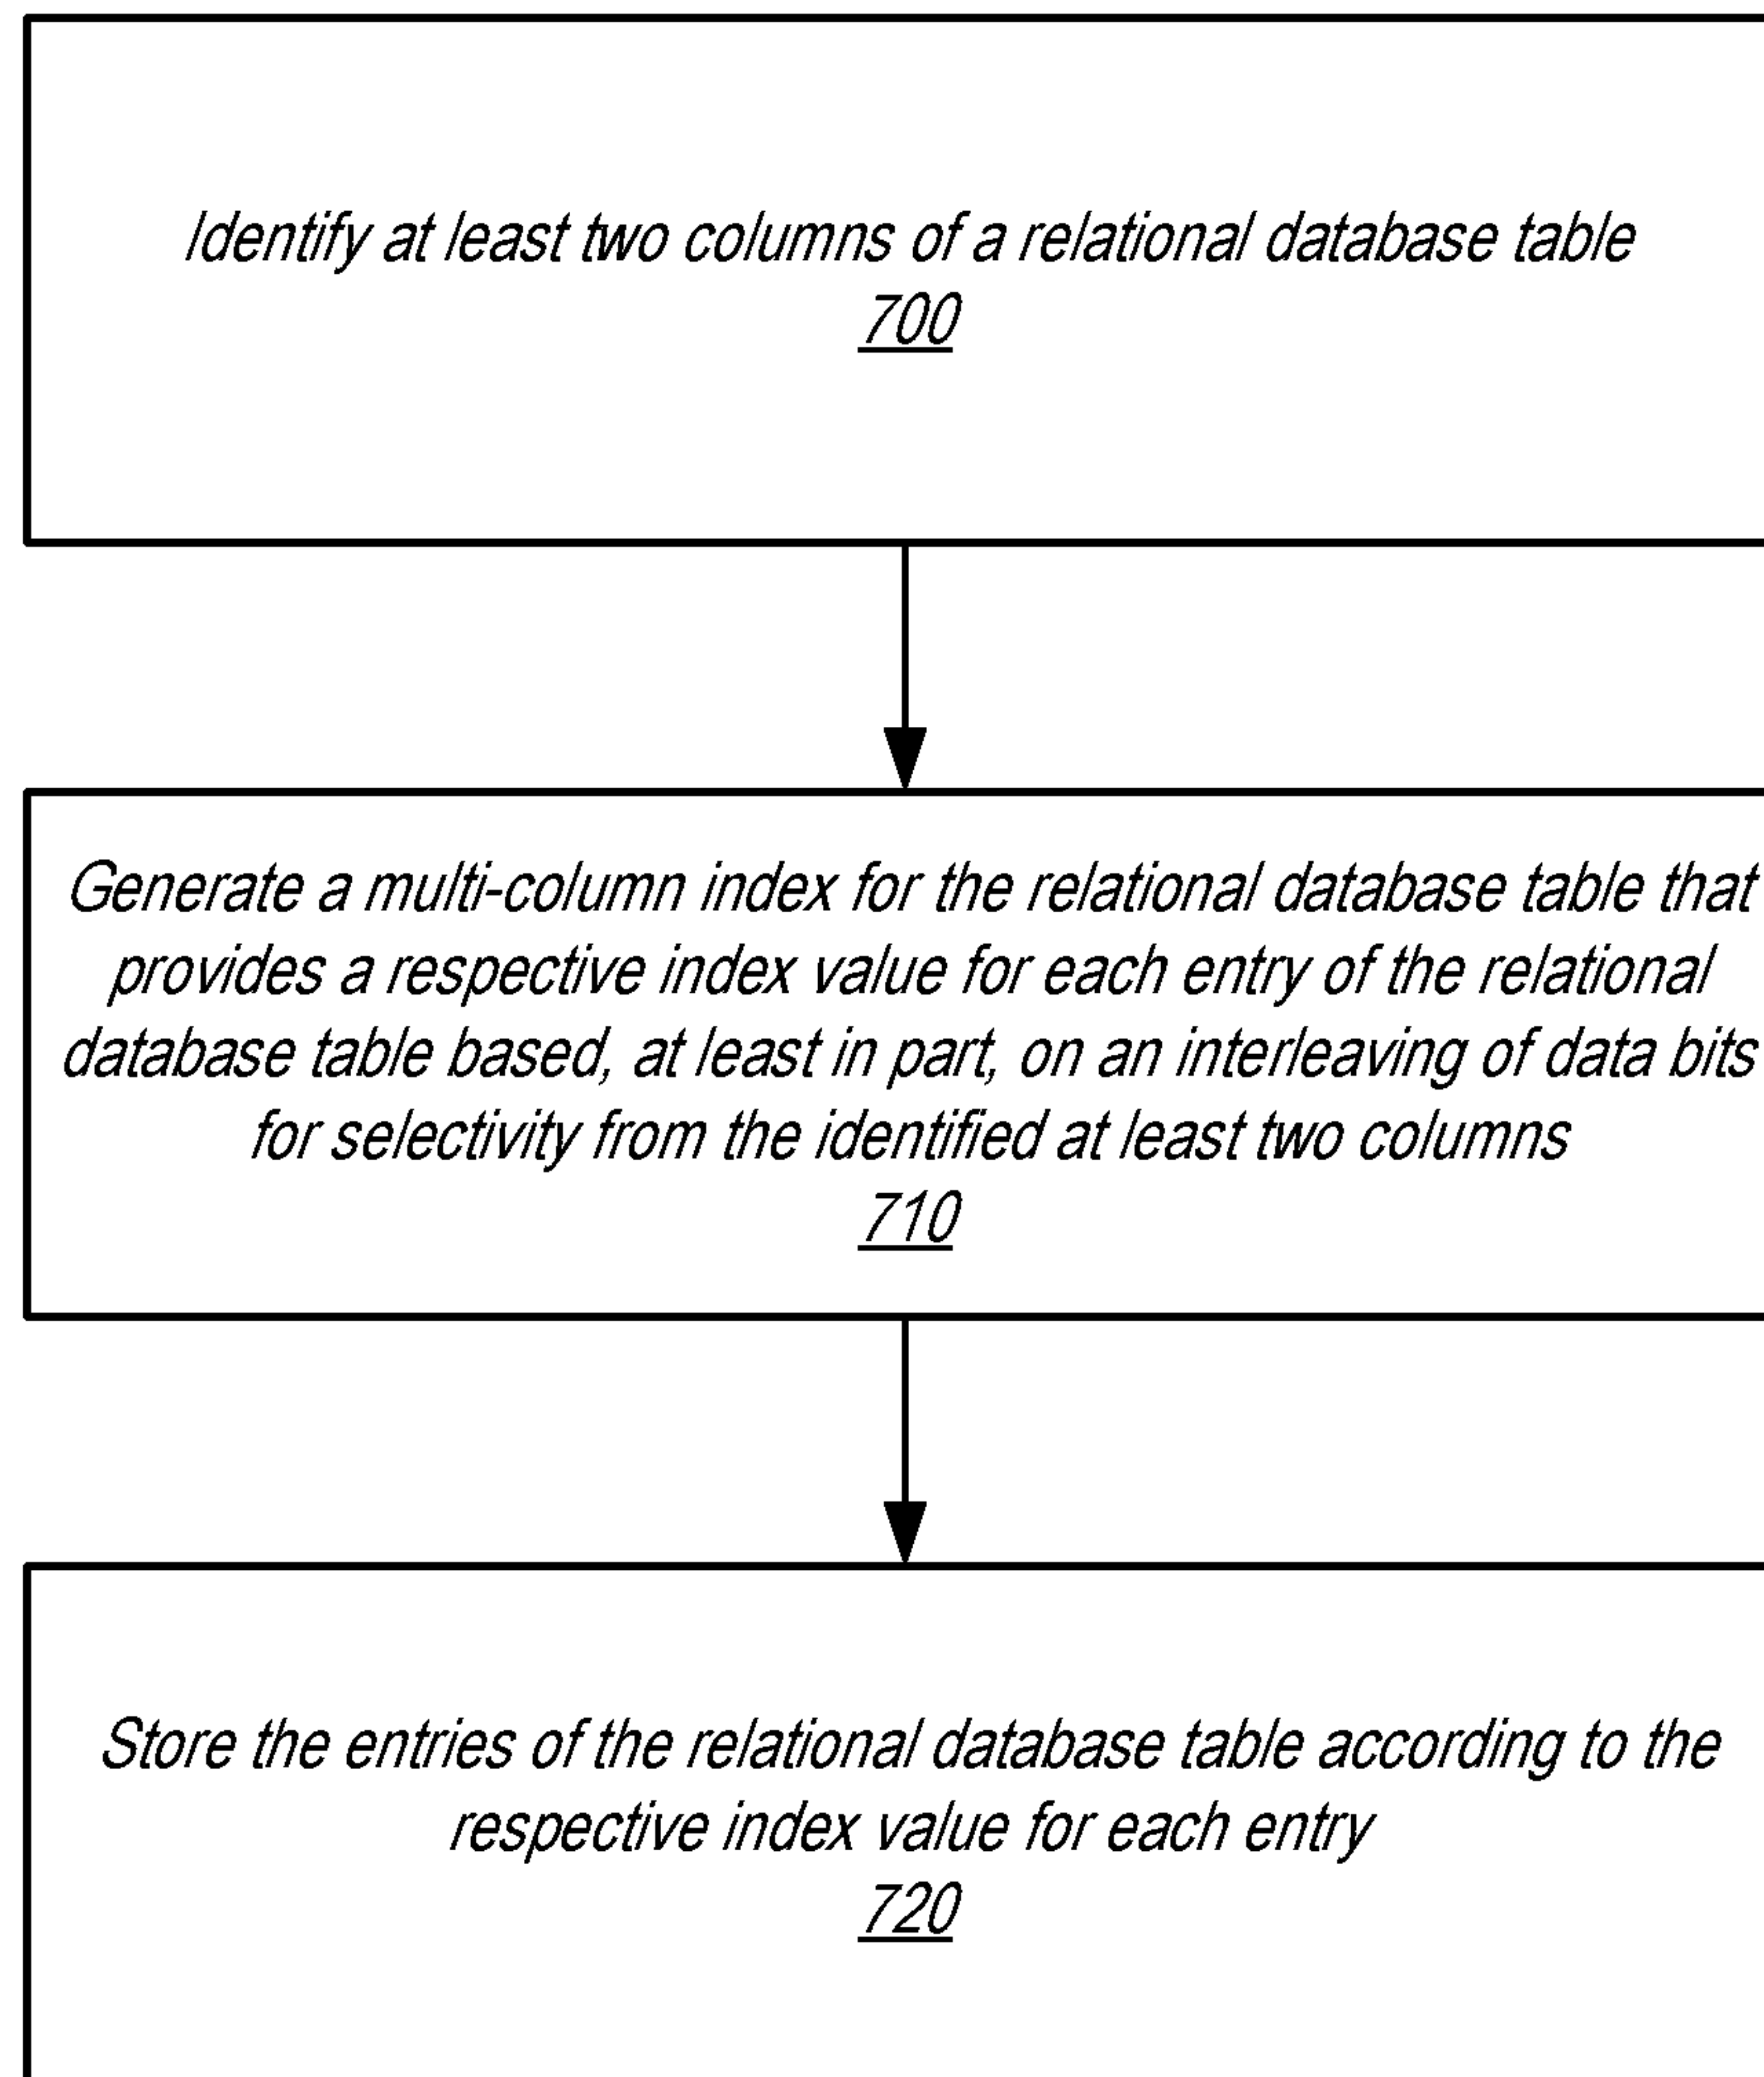 Identify at least two columns of a relational database table
700
Generate a multi-column index for the relational database table that
provides a respective index value for each entry of the relational
database table based, at least in part, on an interleaving of data bits
for selectivity from the identified at least two columns
710
Store the entries of the relational database table according to the
respective index value for each entry
720